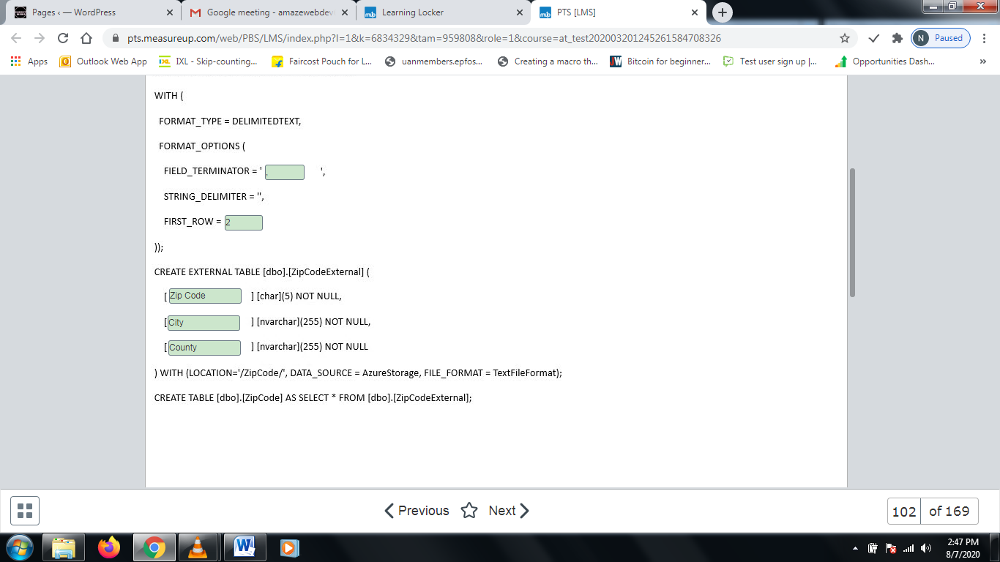 Pages ‹ — WordPress
Google meeting - amazewebdev
Learning Locker
PTS [LMS]
pts.measureup.com/web/PBS/LMS/index.php?l=1&k=6834329&tam=959808&role=1&course=at_test202003201245261584708326
N Paused
Apps
Outlook Web App
IXL - Skip-counting...
Faircost Pouch for L...
uanmembers.epfos...
Creating a macro th...
Bitcoin for beginner...
Test user sign up |...
Opportunities Dash...
»
WITH (
FORMAT_TYPE = DELIMITEDTEXT,
FORMAT_OPTIONS (
FIELD_TERMINATOR = ' , ',
STRING_DELIMITER = '',
FIRST_ROW = 2
));
CREATE EXTERNAL TABLE [dbo].[ZipCodeExternal] (
[ Zip Code ] [char](5) NOT NULL,
[ City ] [nvarchar](255) NOT NULL,
[ County ] [nvarchar](255) NOT NULL
) WITH (LOCATION='/ZipCode/', DATA_SOURCE = AzureStorage, FILE_FORMAT = TextFileFormat);
CREATE TABLE [dbo].[ZipCode] AS SELECT * FROM [dbo].[ZipCodeExternal];
Previous
Next
102 of 169
2:47 PM
8/7/2020